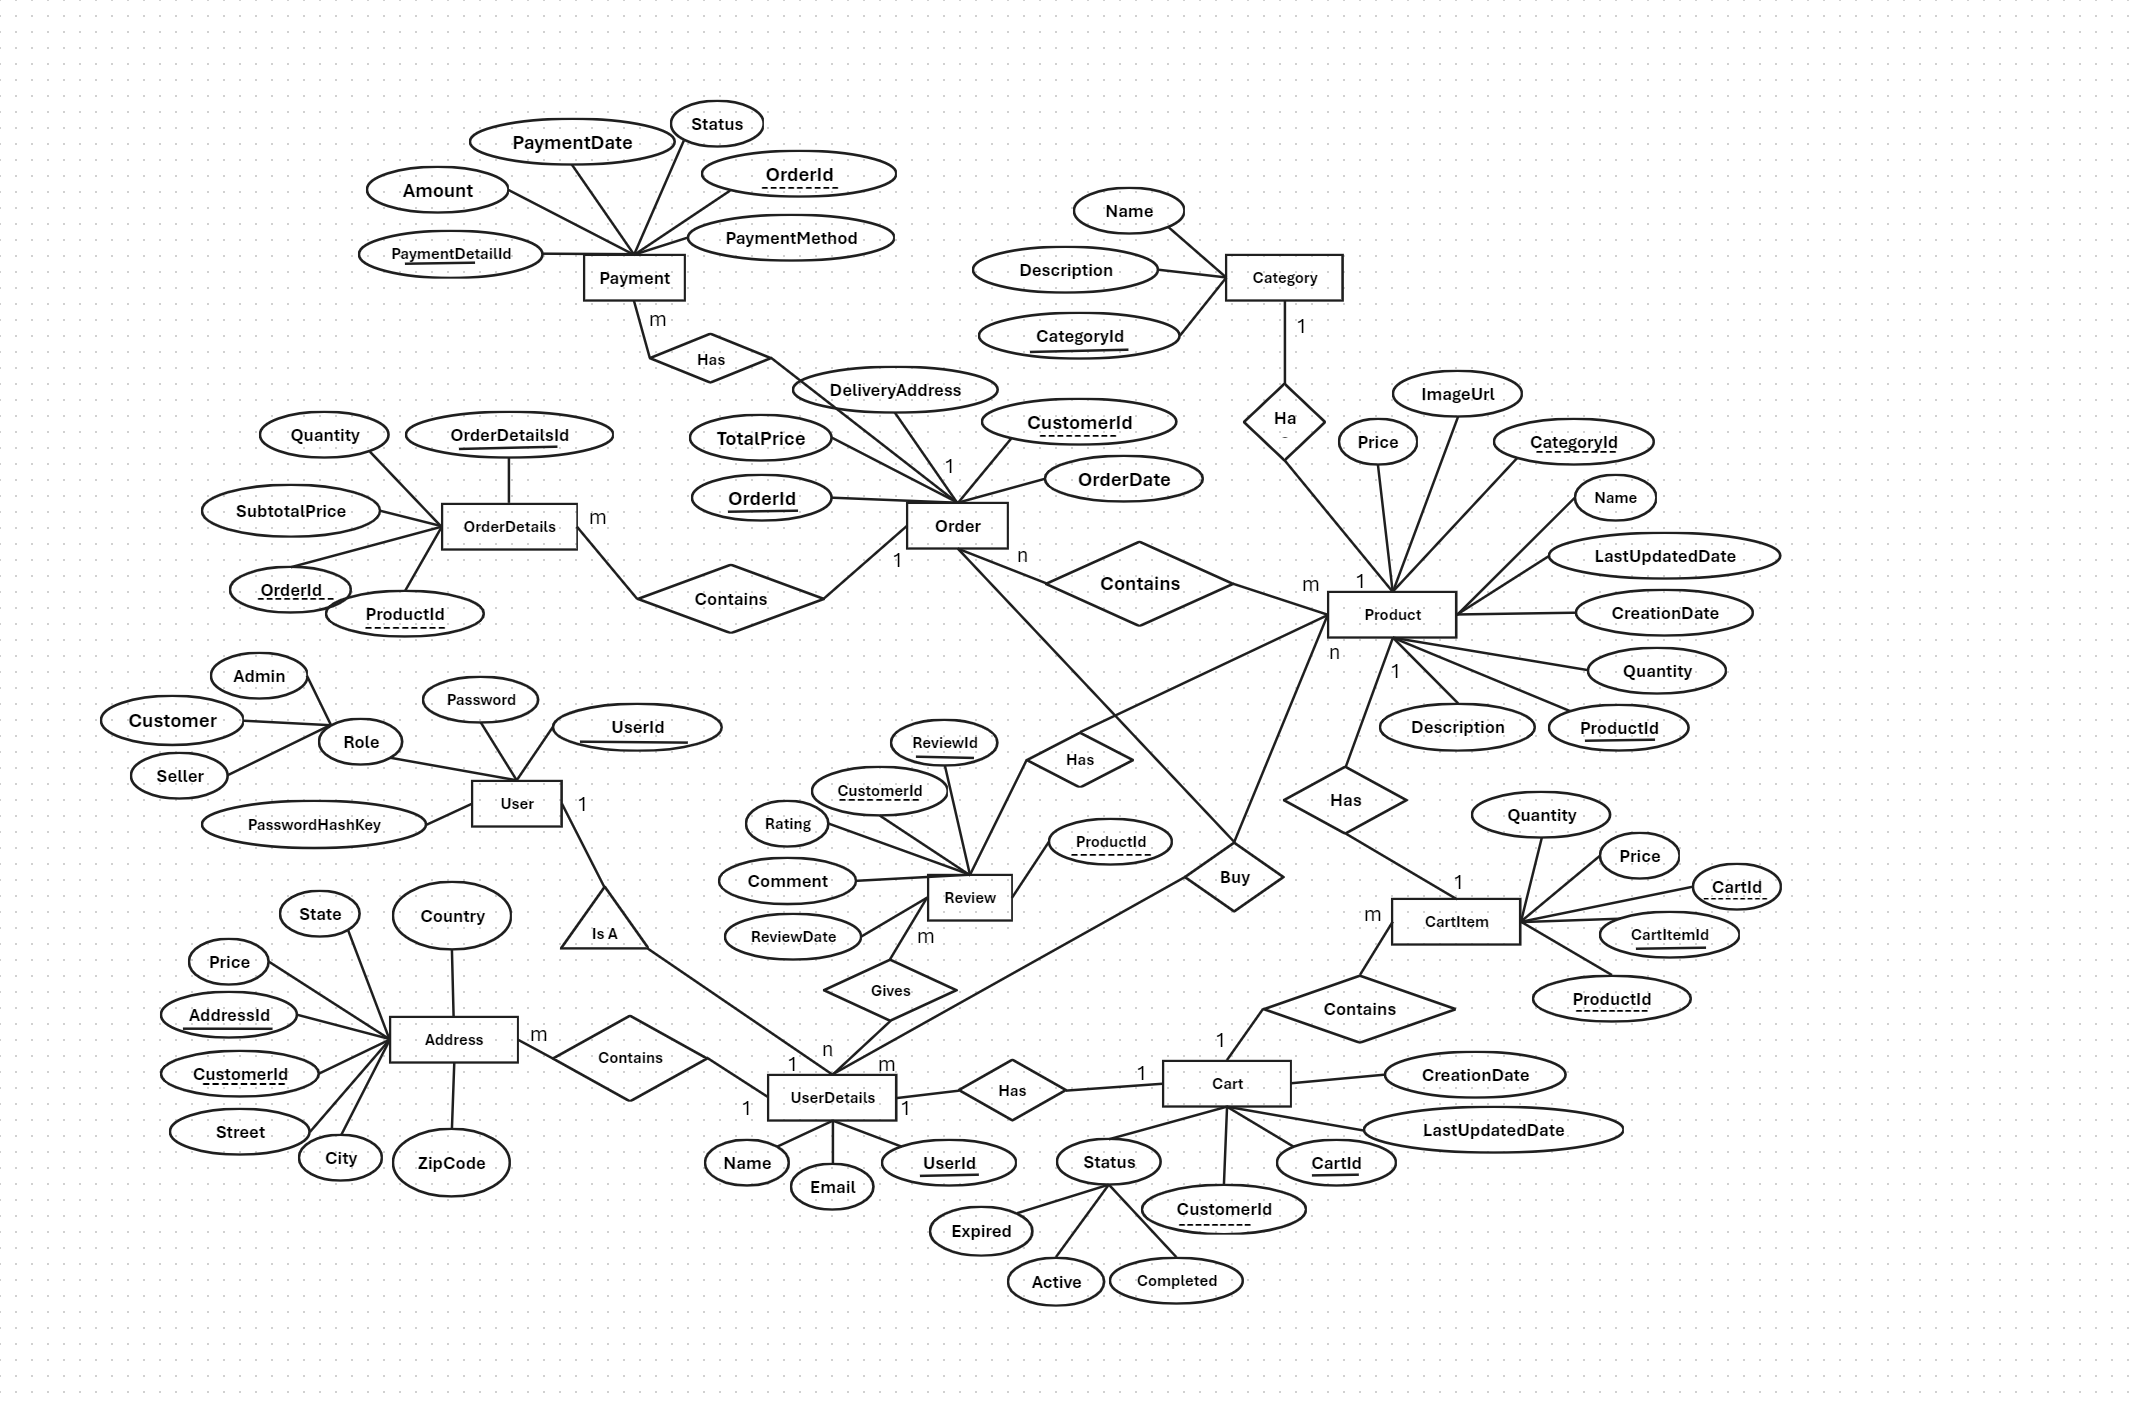 Status
PaymentDate
OrderId
Amount
PaymentMethod
PaymentDetailId
Payment
m
Has
Name
Description
Category
CategoryId
1
Ha
DeliveryAddress
TotalPrice
CustomerId
1
OrderId
OrderDate
Order
1
n
Quantity
OrderDetailsId
SubtotalPrice
OrderDetails
m
OrderId
ProductId
Contains
Contains
m
ImageUrl
Price
CategoryId
Name
LastUpdatedDate
1
Product
CreationDate
n
1
Quantity
Description
ProductId
Admin
Customer
Role
Seller
Password
UserId
User
1
PasswordHashKey
Is A
ReviewId
CustomerId
Rating
Comment
ReviewDate
Review
m
Has
ProductId
Gives
Buy
Has
Quantity
Price
CartId
1
m
CartItem
CartItemId
ProductId
Contains
1
State
Country
Price
AddressId
Address
m
CustomerId
Street
City
ZipCode
Contains
1
1
n
m
UserDetails
1
Has
1
Cart
CreationDate
LastUpdatedDate
Name
Email
UserId
Status
CartId
CustomerId
Expired
Active
Completed